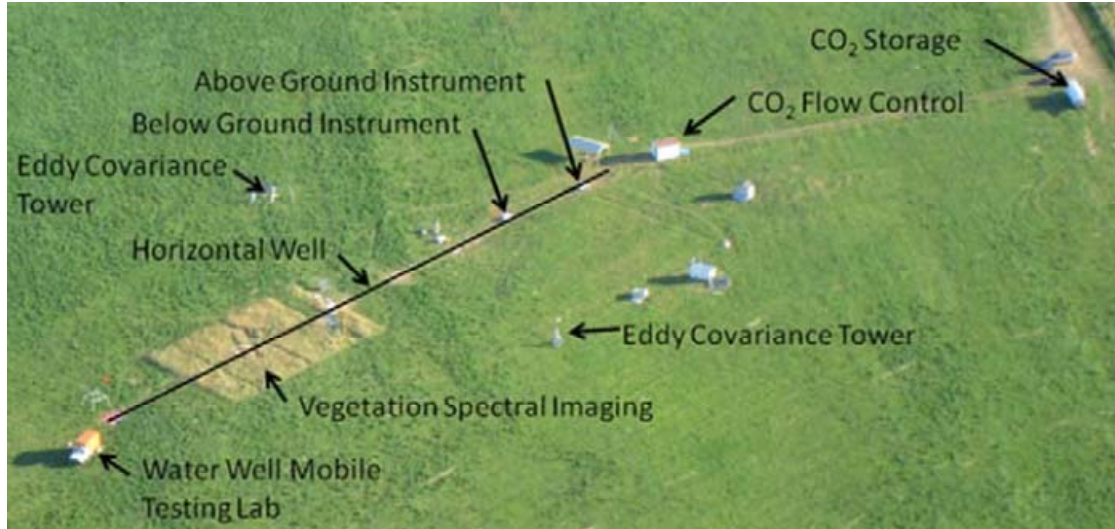 CO₂ Storage
Above Ground Instrument
CO₂ Flow Control
Below Ground Instrument
Eddy Covariance
Tower
Horizontal Well
Eddy Covariance Tower
Vegetation Spectral Imaging
Water Well Mobile
Testing Lab